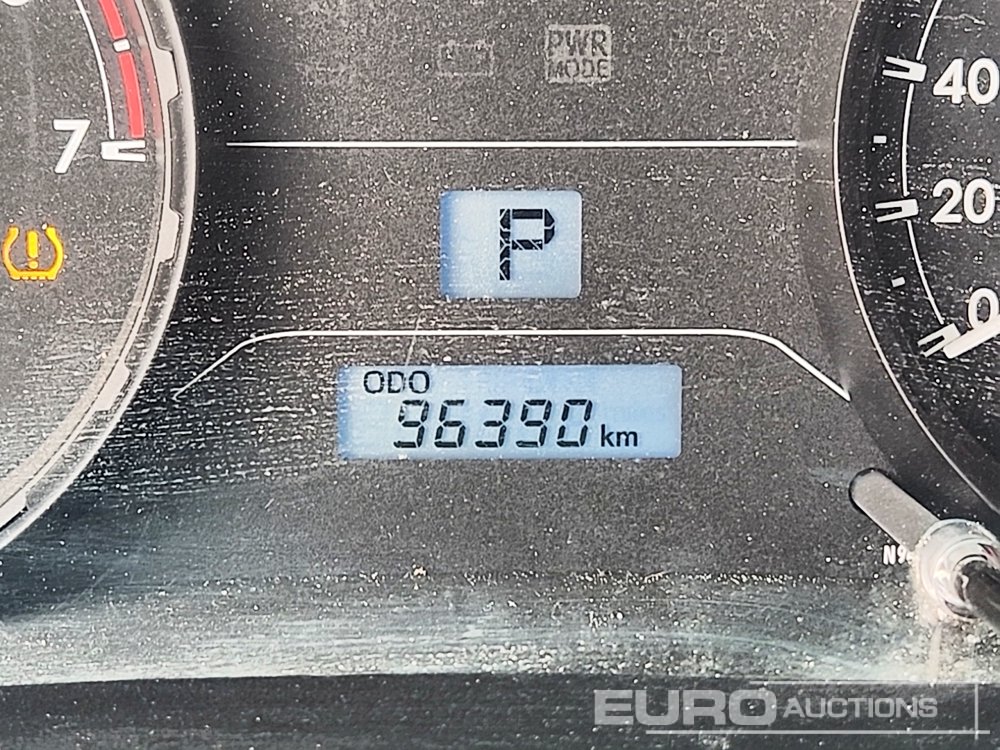 PWR
MODE
7
40
20
0
P
ODO
96390 km
EURO AUCTIONS